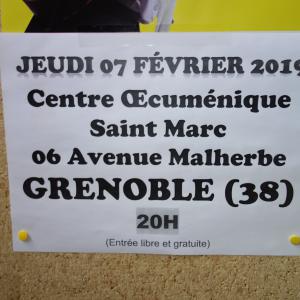 JEUDI 07 FÉVRIER 2019
Centre Œcuménique
Saint Marc
06 Avenue Malherbe
GRENOBLE (38)
20H
(Entrée libre et gratuite)